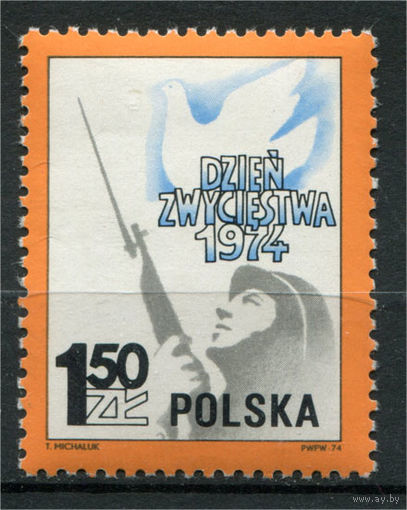 DZIEŃ
ZWYCIĘSTWA
1974
1.50
ZŁ POLSKA
T. MICHALUK PWPW-74
www.ay.by